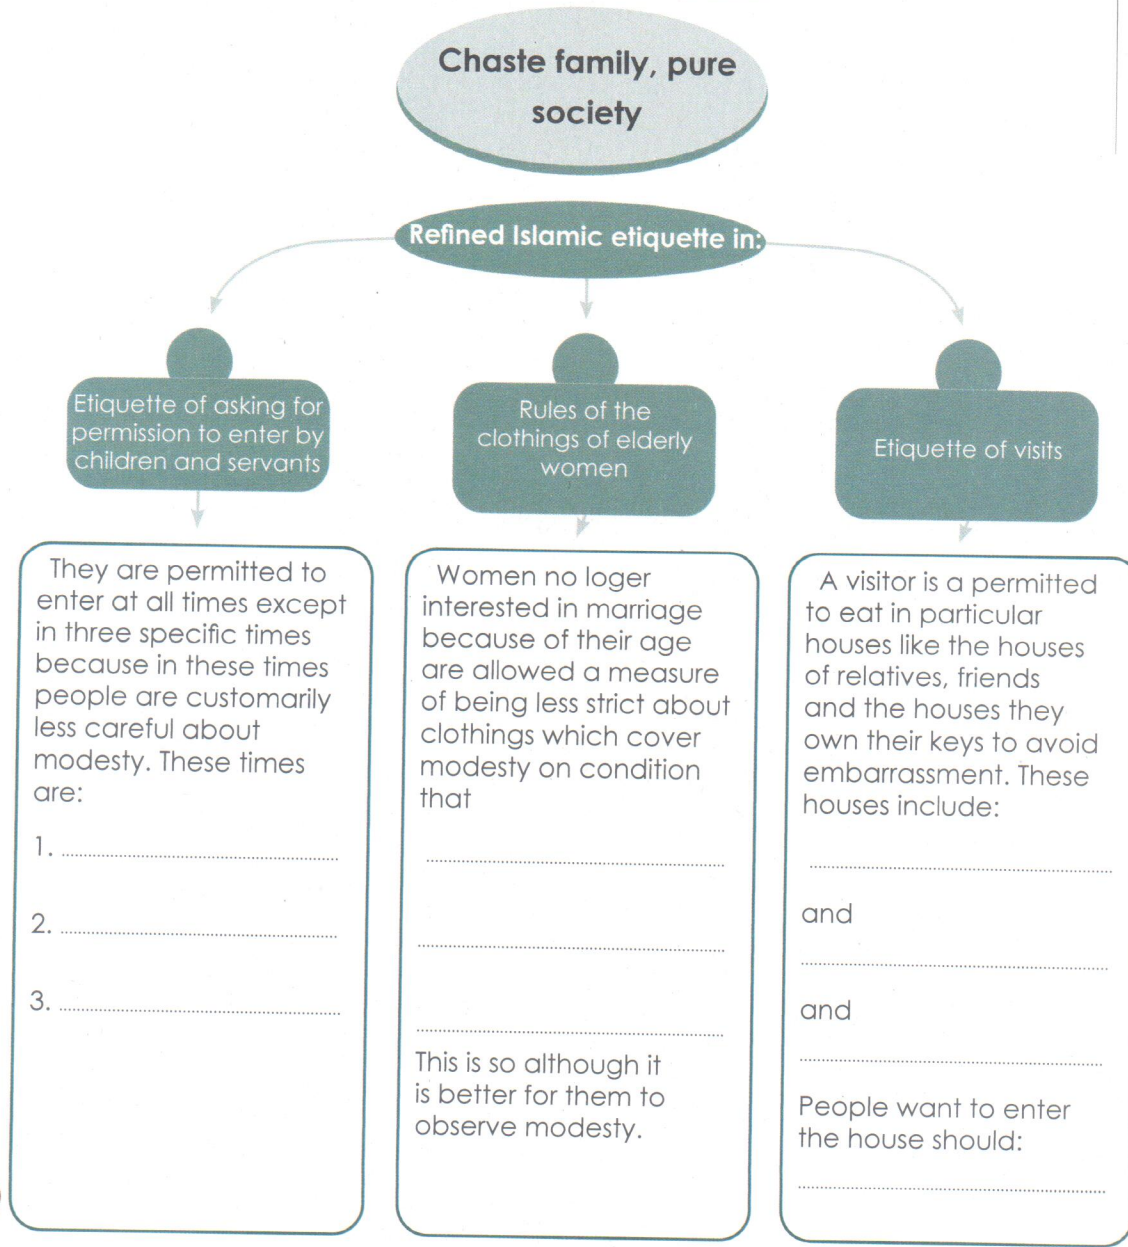 Chaste family, pure
society
Refined Islamic etiquette in:
Etiquette of asking for
permission to enter by
children and servants
They are permitted to
enter at all times except
in three specific times
because in these times
people are customarily
less careful about
modesty. These times
are:
1. ........................................
2. ........................................
3. ........................................
Rules of the
clothings of elderly
women
Women no loger
interested in marriage
because of their age
are allowed a measure
of being less strict about
clothings which cover
modesty on condition
that
........................................
........................................
........................................
This is so although it
is better for them to
observe modesty.
Etiquette of visits
A visitor is a permitted
to eat in particular
houses like the houses
of relatives, friends
and the houses they
own their keys to avoid
embarrassment. These
houses include:
........................................
and
........................................
and
........................................
People want to enter
the house should:
........................................